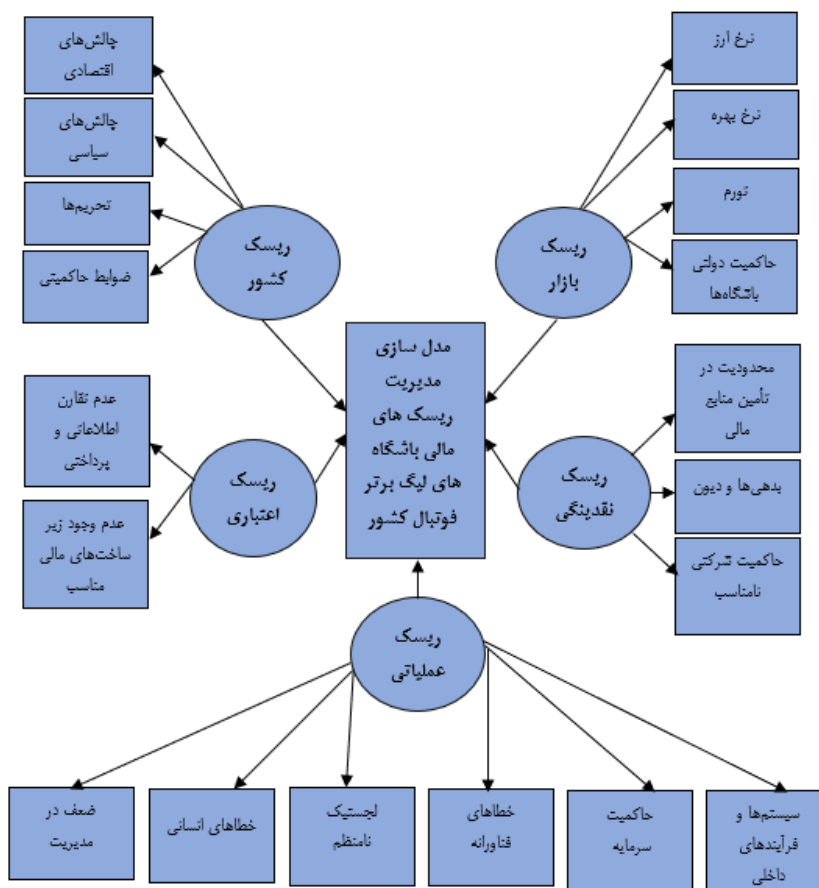 نرخ ارز
نرخ بهره
تورم
حاکمیت دولتی
باشگاه‌ها
ریسک
بازار
چالش‌های
اقتصادی
چالش‌های
سیاسی
تحریم‌ها
ضوابط حاکمیتی
ریسک
کشور
مدل سازی
مدیریت
ریسک های
مالی باشگاه
های لیگ برتر
فوتبال کشور
محدودیت در
تأمین منابع
مالی
بدهی‌ها و دیون
حاکمیت شرکتی
نامناسب
ریسک
نقدینگی
ریسک
اعتباری
عدم تقارن
اطلاعاتی و
پرداختی
عدم وجود زیر
ساخت‌های مالی
مناسب
ریسک
عملیاتی
سیستم‌ها و
فرآیندهای
داخلی
حاکمیت
سرمایه
خطاهای
فناورانه
لجستیک
نامنظم
خطاهای انسانی
ضعف در
مدیریت